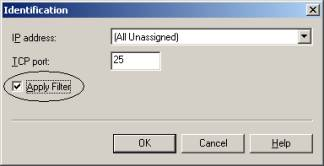 Identification
IP address: (All Unassigned)
TCP port: 25
Apply Filter
OK Cancel Help